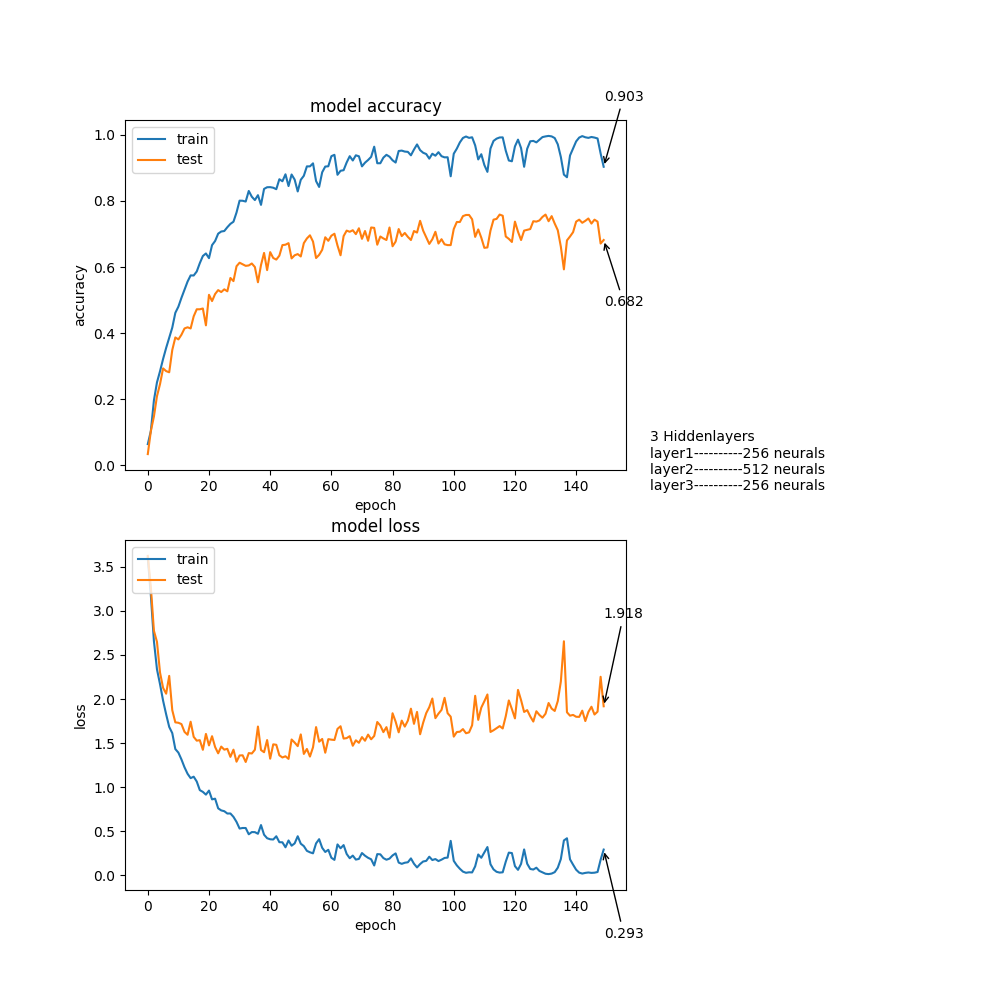 model accuracy
0.903
train
test
1.0
0.8
0.6
0.4
0.2
0.0
accuracy
0.682
0 20 40 60 80 100 120 140
epoch
3 Hiddenlayers
layer1----------256 neurals
layer2----------512 neurals
layer3----------256 neurals
model loss
train
test
3.5
3.0
2.5
2.0
1.5
1.0
0.5
0.0
loss
1.918
0 20 40 60 80 100 120 140
epoch
0.293